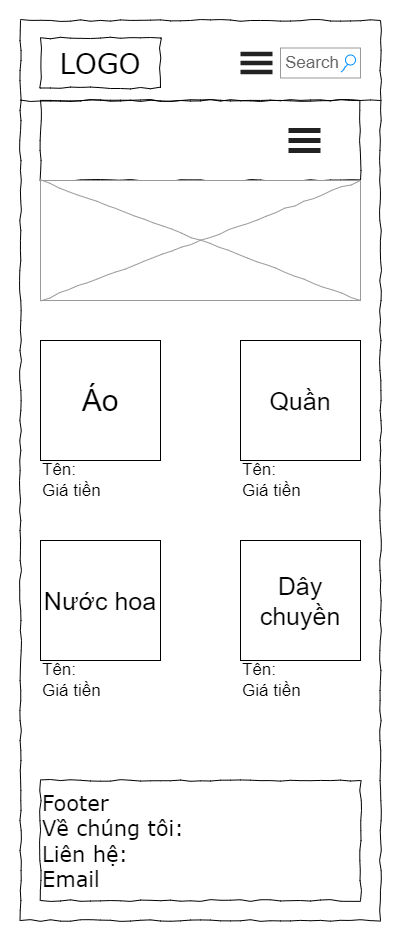 LOGO
Search
Áo
Quần
Tên:
Giá tiền
Tên:
Giá tiền
Nước hoa
Dây
chuyền
Tên:
Giá tiền
Tên:
Giá tiền
Footer
Về chúng tôi:
Liên hệ:
Email